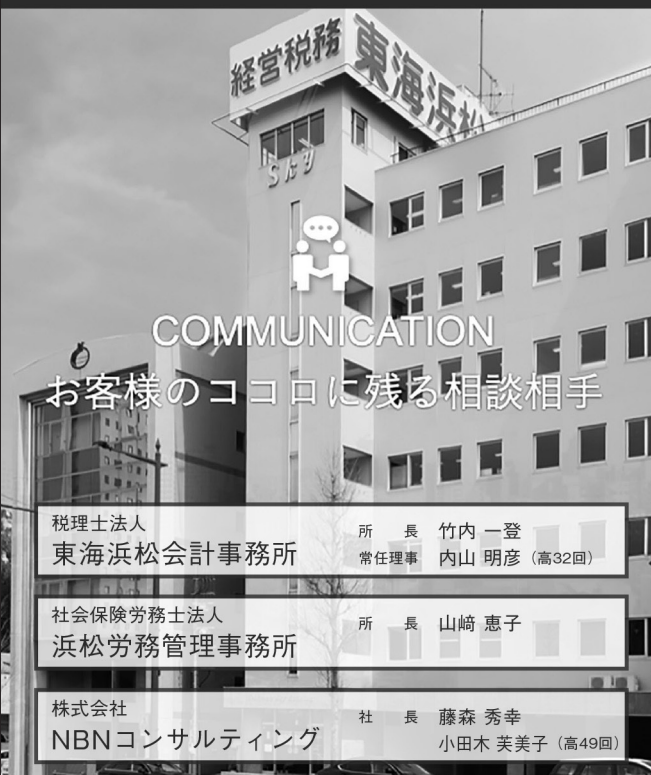 経営税務
東海浜松
Sky
COMMUNICATION
お客様のココロに残る相談相手
税理士法人
東海浜松会計事務所
所　長　竹内 一登
常任理事　内山 明彦（高32回）
社会保険労務士法人
浜松労務管理事務所
所　長　山﨑 恵子
株式会社
NBNコンサルティング
社　長　藤森 秀幸
小田木 芙美子（高49回）